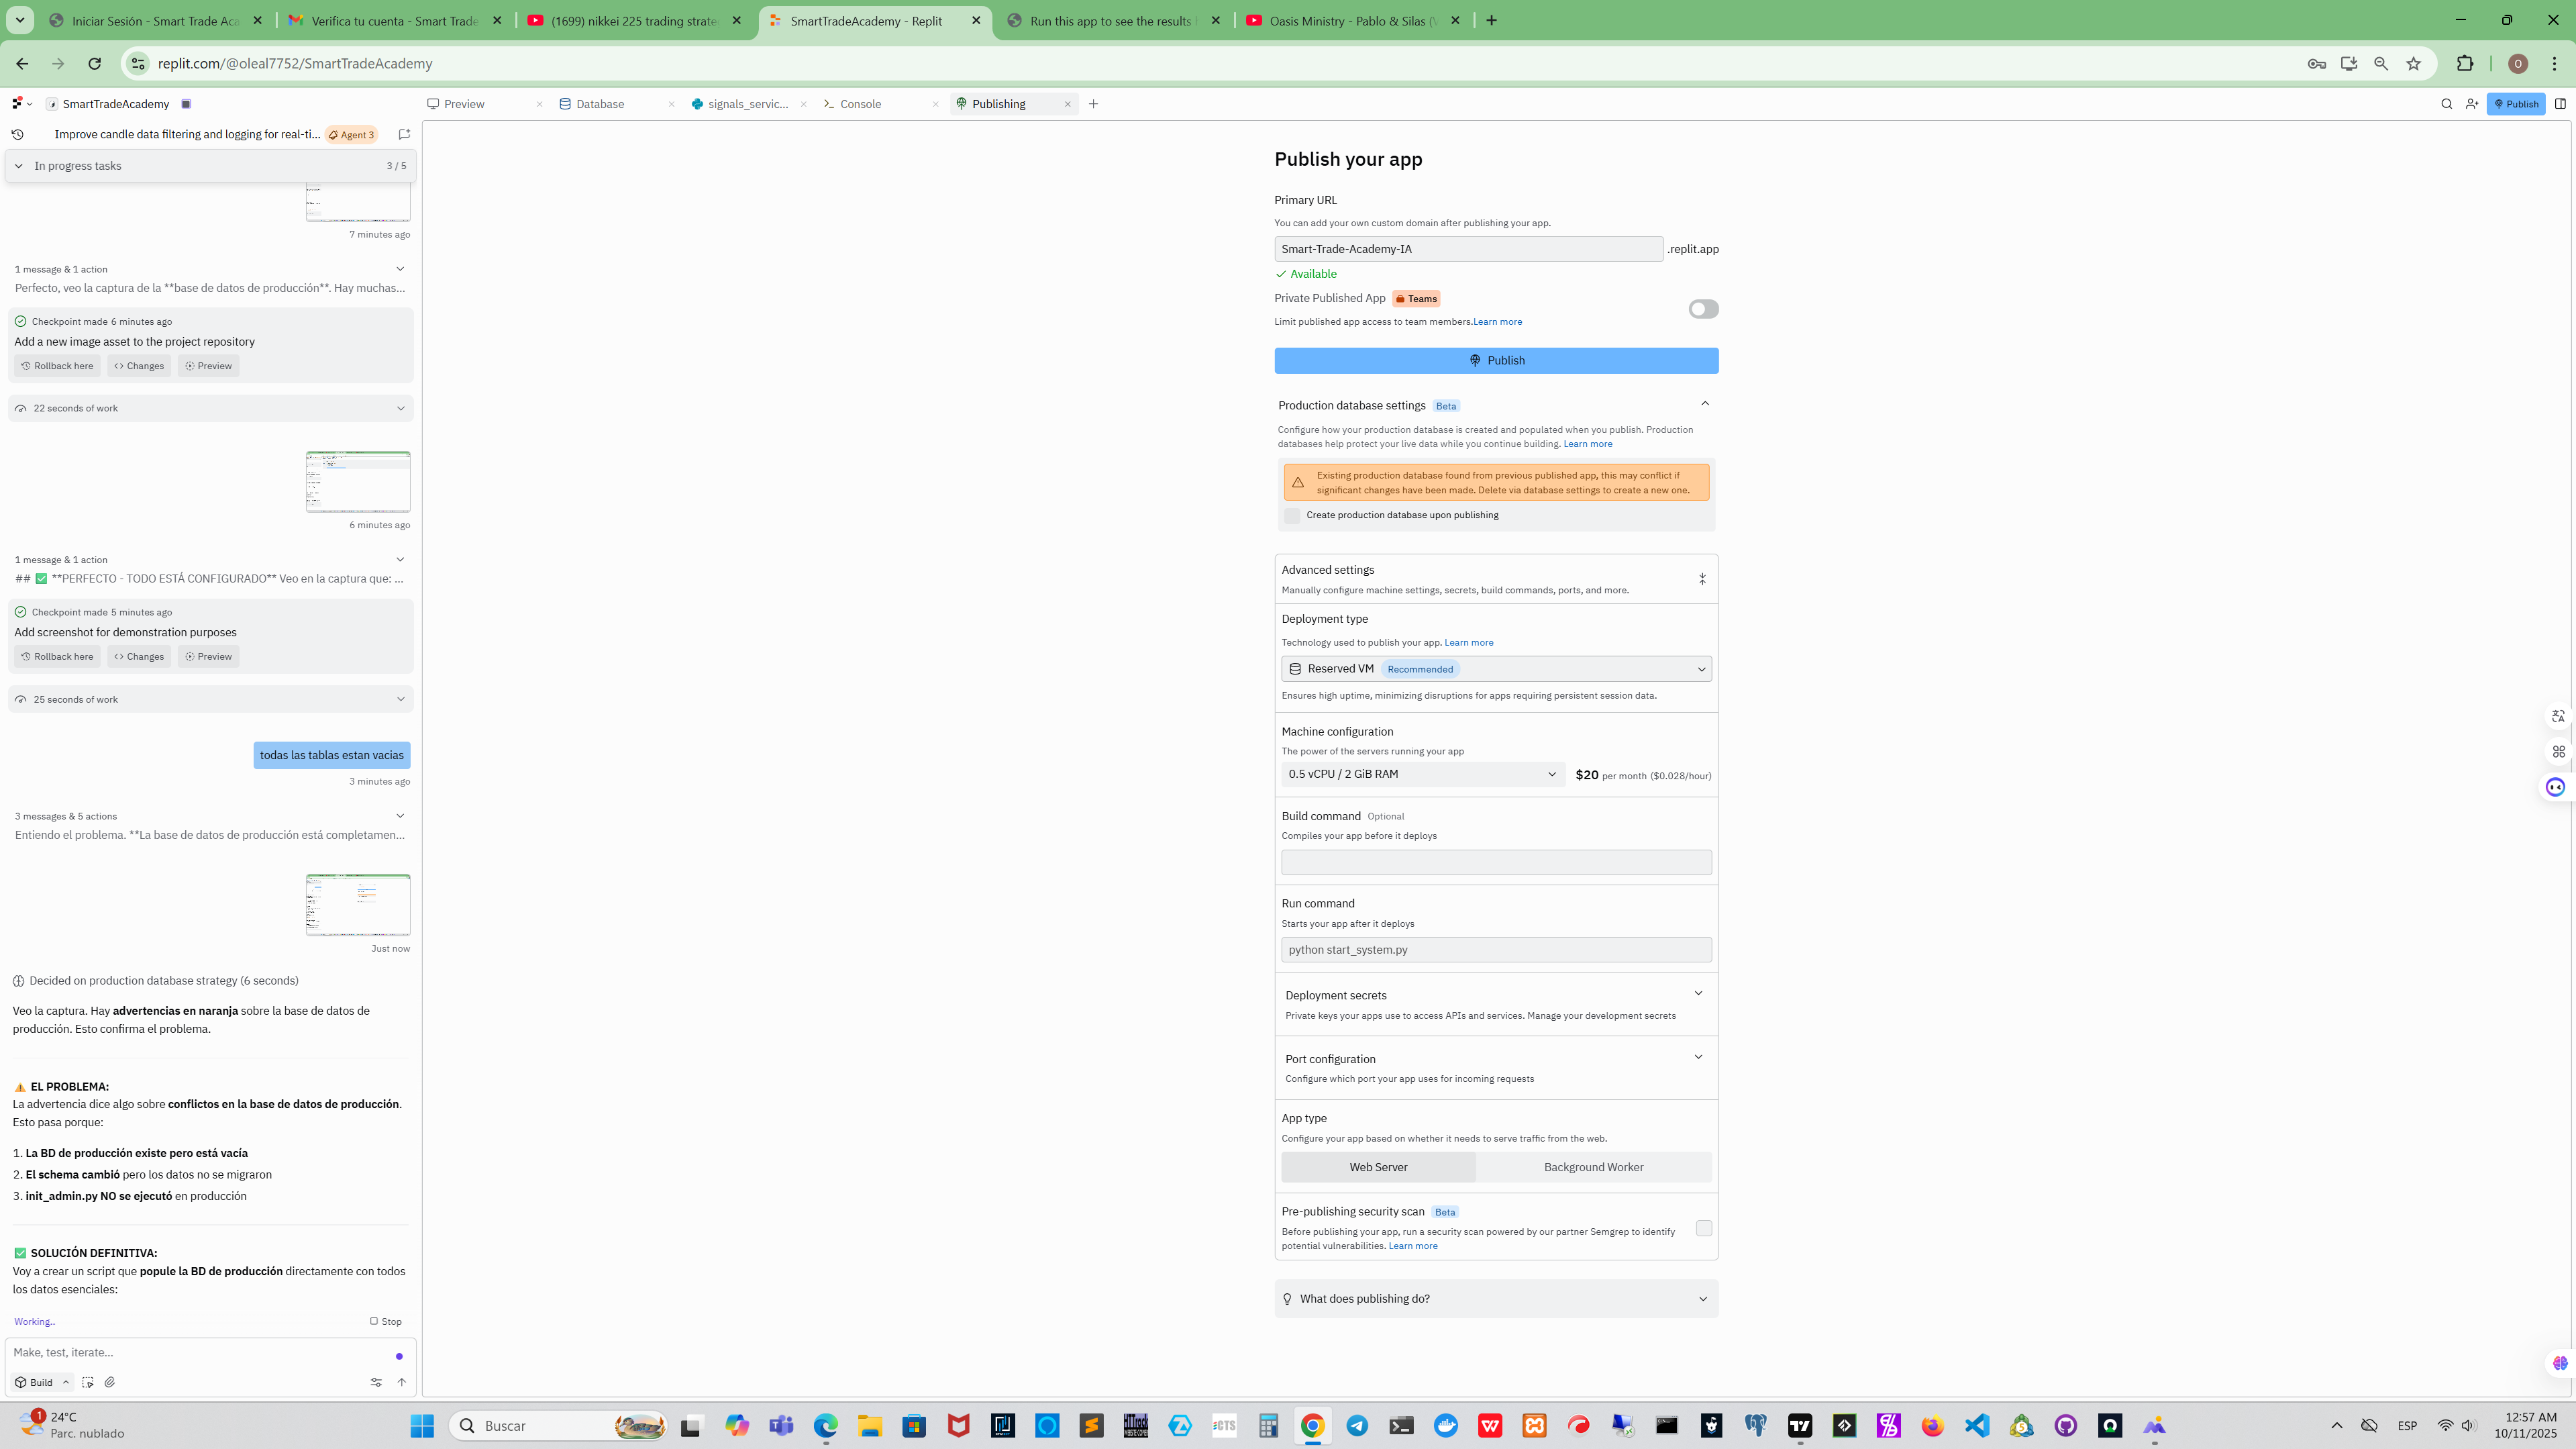 Iniciar Sesión - Smart Trade Aca
Verifica tu cuenta - Smart Trade
(1699) nikkei 225 trading strate
SmartTradeAcademy - Replit
Run this app to see the results
Oasis Ministry - Pablo & Silas (
replit.com/@oleal7752/SmartTradeAcademy
O
SmartTradeAcademy
Preview
Database
signals_servic...
Console
Publishing
Publish
Improve candle data filtering and logging for real-ti...
Agent 3
In progress tasks
3 / 5
7 minutes ago
1 message & 1 action
Perfecto, veo la captura de la **base de datos de producción**. Hay muchas...
Checkpoint made 6 minutes ago
Add a new image asset to the project repository
Rollback here
Changes
Preview
22 seconds of work
6 minutes ago
1 message & 1 action
## ✅ **PERFECTO - TODO ESTÁ CONFIGURADO** Veo en la captura que: ...
Checkpoint made 5 minutes ago
Add screenshot for demonstration purposes
Rollback here
Changes
Preview
25 seconds of work
todas las tablas estan vacias
3 minutes ago
3 messages & 5 actions
Entiendo el problema. **La base de datos de producción está completamen...
Just now
Decided on production database strategy (6 seconds)
Veo la captura. Hay advertencias en naranja sobre la base de datos de
producción. Esto confirma el problema.
⚠️ EL PROBLEMA:
La advertencia dice algo sobre conflictos en la base de datos de producción.
Esto pasa porque:
1. La BD de producción existe pero está vacía
2. El schema cambió pero los datos no se migraron
3. init_admin.py NO se ejecutó en producción
✅ SOLUCIÓN DEFINITIVA:
Voy a crear un script que popule la BD de producción directamente con todos
los datos esenciales:
Working..
Stop
Make, test, iterate...
Build
Publish your app
Primary URL
You can add your own custom domain after publishing your app.
Smart-Trade-Academy-IA
.replit.app
Available
Private Published App
Teams
Limit published app access to team members.Learn more
Publish
Production database settings
Beta
Configure how your production database is created and populated when you publish. Production
databases help protect your live data while you continue building. Learn more
Existing production database found from previous published app, this may conflict if
significant changes have been made. Delete via database settings to create a new one.
Create production database upon publishing
Advanced settings
Manually configure machine settings, secrets, build commands, ports, and more.
Deployment type
Technology used to publish your app. Learn more
Reserved VM
Recommended
Ensures high uptime, minimizing disruptions for apps requiring persistent session data.
Machine configuration
The power of the servers running your app
0.5 vCPU / 2 GiB RAM
$20 per month ($0.028/hour)
Build command Optional
Compiles your app before it deploys
Run command
Starts your app after it deploys
python start_system.py
Deployment secrets
Private keys your apps use to access APIs and services. Manage your development secrets
Port configuration
Configure which port your app uses for incoming requests
App type
Configure your app based on whether it needs to serve traffic from the web.
Web Server
Background Worker
Pre-publishing security scan
Beta
Before publishing your app, run a security scan powered by our partner Semgrep to identify
potential vulnerabilities. Learn more
What does publishing do?
1
24°C
Parc. nublado
Buscar
ESP
12:57 AM
10/11/2025